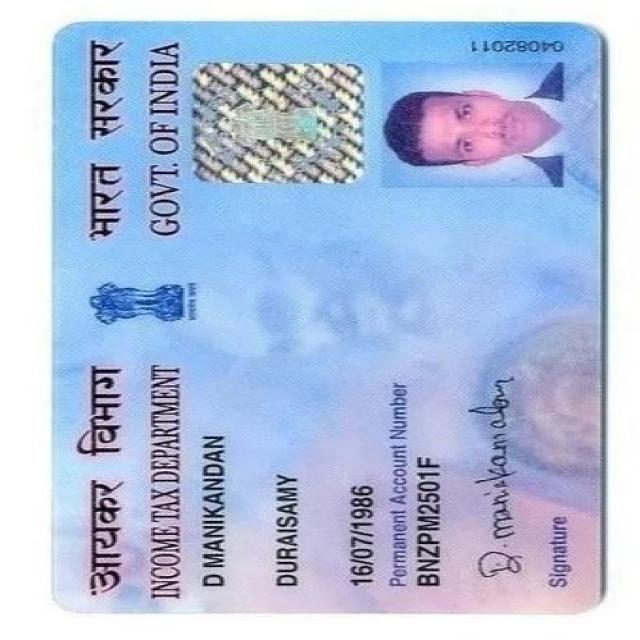 आयकर विभाग
INCOME TAX DEPARTMENT
भारत सरकार
GOVT. OF INDIA
D MANIKANDAN
DURAISAMY
16/07/1986
Permanent Account Number
BNZPM2501F
D. manikandan
Signature
04082011